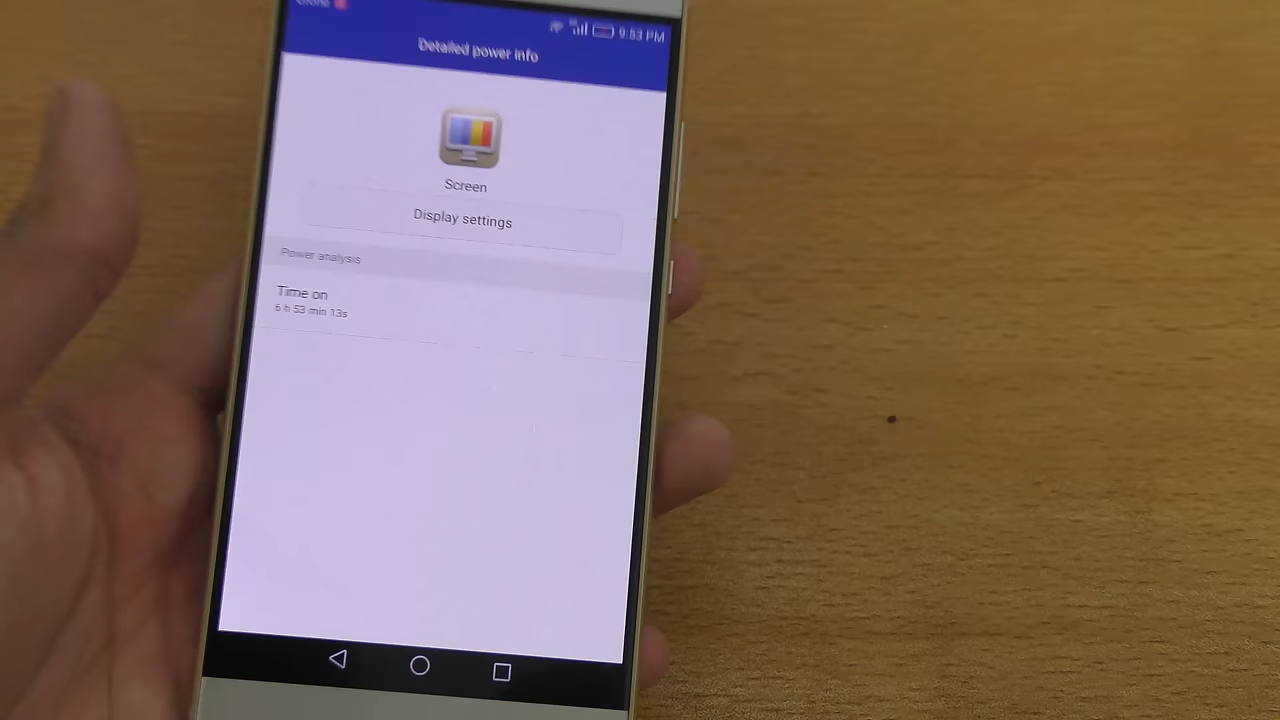 9:53 PM
Detailed power info
Screen
Display settings
Power analysis
Time on
6 h 53 min 13s